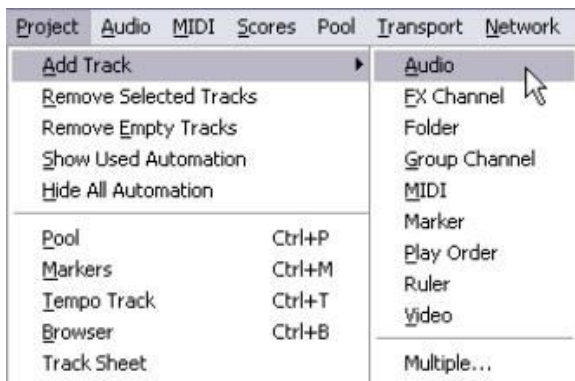 Project Audio MIDI Scores Pool Transport Network
Add Track
Remove Selected Tracks
Remove Empty Tracks
Show Used Automation
Hide All Automation
Pool Ctrl+P
Markers Ctrl+M
Tempo Track Ctrl+T
Browser Ctrl+B
Track Sheet
Audio
FX Channel
Folder
Group Channel
MIDI
Marker
Play Order
Ruler
Video
Multiple...